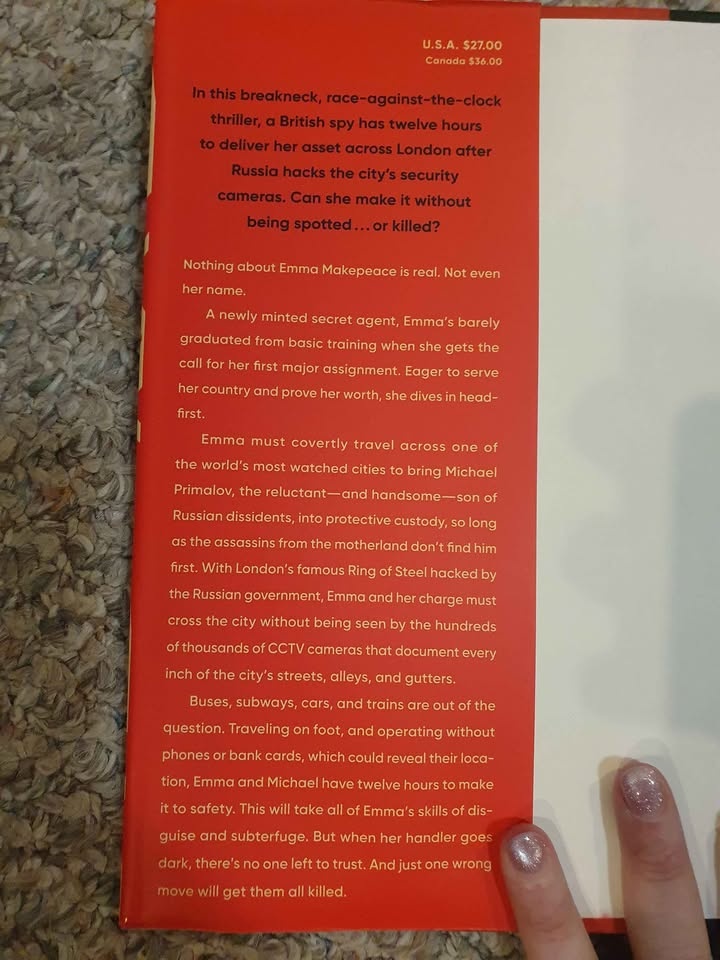 U.S.A. $27.00
Canada $36.00
In this breakneck, race-against-the-clock
thriller, a British spy has twelve hours
to deliver her asset across London after
Russia hacks the city's security
cameras. Can she make it without
being spotted...or killed?
Nothing about Emma Makepeace is real. Not even
her name.
A newly minted secret agent, Emma's barely
graduated from basic training when she gets the
call for her first major assignment. Eager to serve
her country and prove her worth, she dives in head-
first.
Emma must covertly travel across one of
the world's most watched cities to bring Michael
Primalov, the reluctant—and handsome—son of
Russian dissidents, into protective custody, so long
as the assassins from the motherland don't find him
first. With London's famous Ring of Steel hacked by
the Russian government, Emma and her charge must
cross the city without being seen by the hundreds
of thousands of CCTV cameras that document every
inch of the city's streets, alleys, and gutters.
Buses, subways, cars, and trains are out of the
question. Traveling on foot, and operating without
phones or bank cards, which could reveal their loca-
tion, Emma and Michael have twelve hours to make
it to safety. This will take all of Emma's skills of dis-
guise and subterfuge. But when her handler goes
dark, there's no one left to trust. And just one wrong
move will get them all killed.